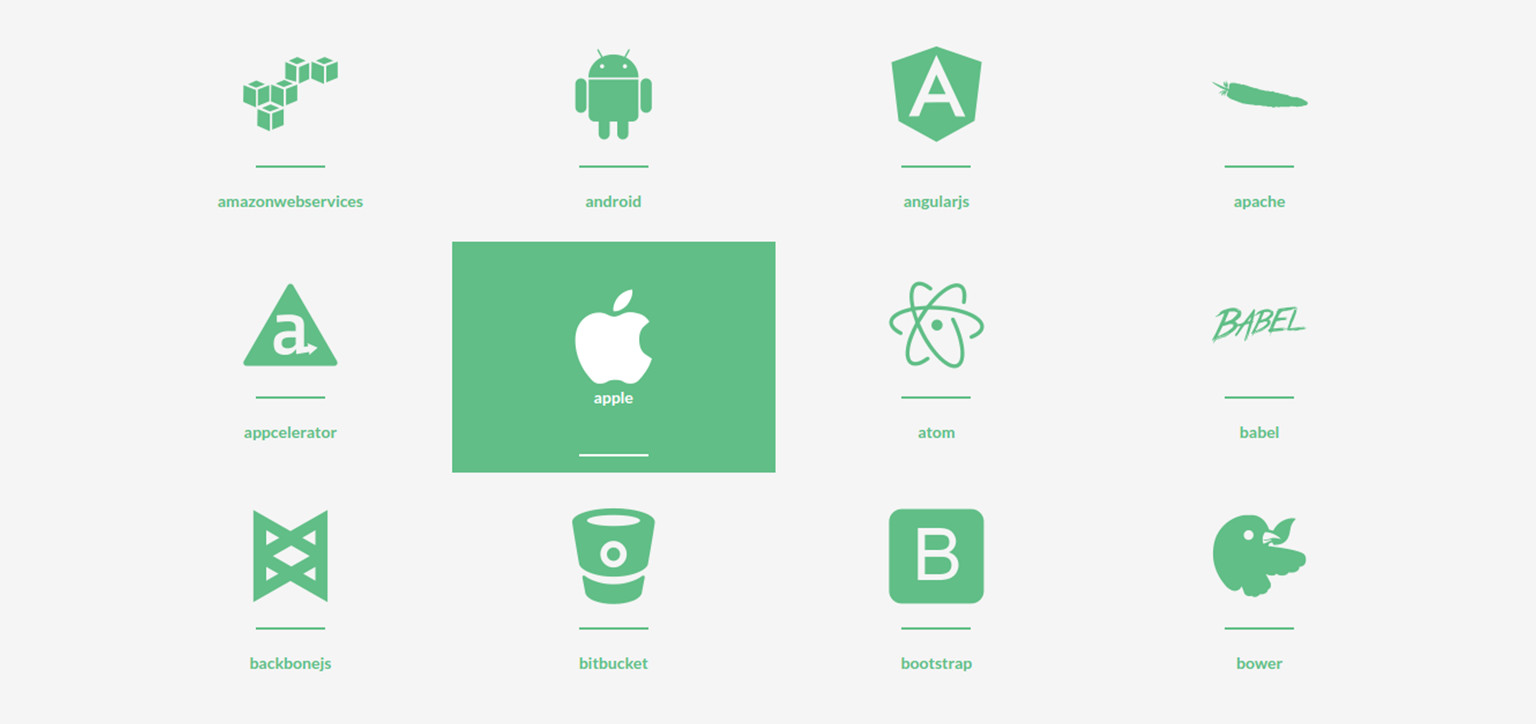 amazonwebservices
android
angularjs
apache
a
BABEL
appcelerator
apple
atom
babel
B
backbonejs
bitbucket
bootstrap
bower